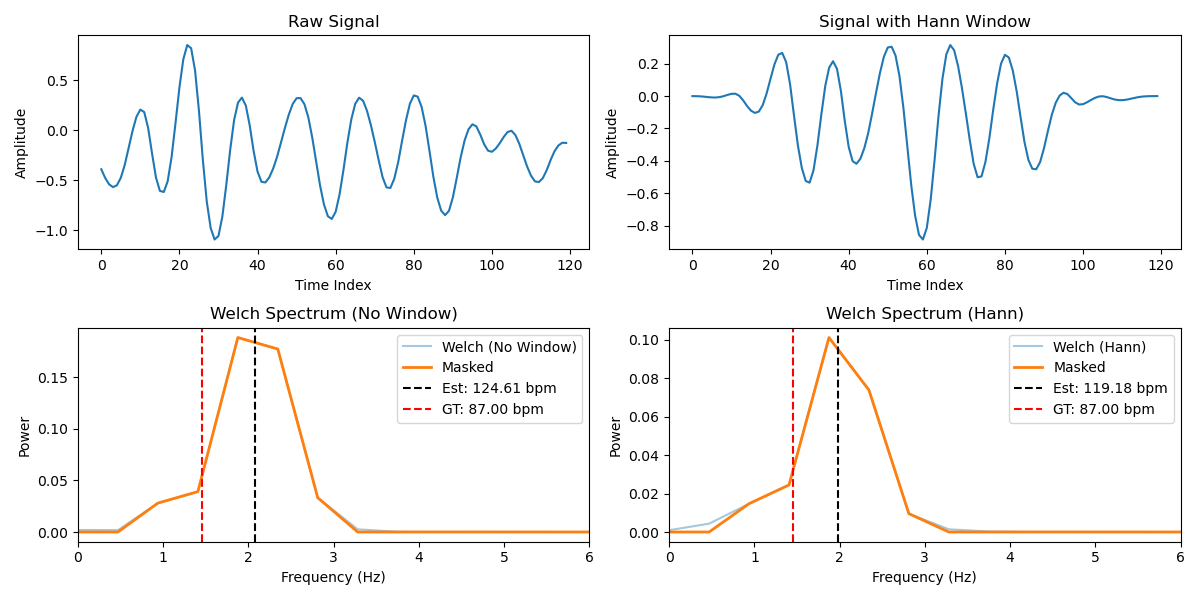 Raw Signal
Amplitude
0.5
0.0
−0.5
−1.0
0 20 40 60 80 100 120
Time Index
Signal with Hann Window
Amplitude
0.2
0.0
−0.2
−0.4
−0.6
−0.8
0 20 40 60 80 100 120
Time Index
Welch Spectrum (No Window)
Power
0.15
0.10
0.05
0.00
Welch (No Window)
Masked
Est: 124.61 bpm
GT: 87.00 bpm
0 1 2 3 4 5 6
Frequency (Hz)
Welch Spectrum (Hann)
Power
0.10
0.08
0.06
0.04
0.02
0.00
Welch (Hann)
Masked
Est: 119.18 bpm
GT: 87.00 bpm
0 1 2 3 4 5 6
Frequency (Hz)